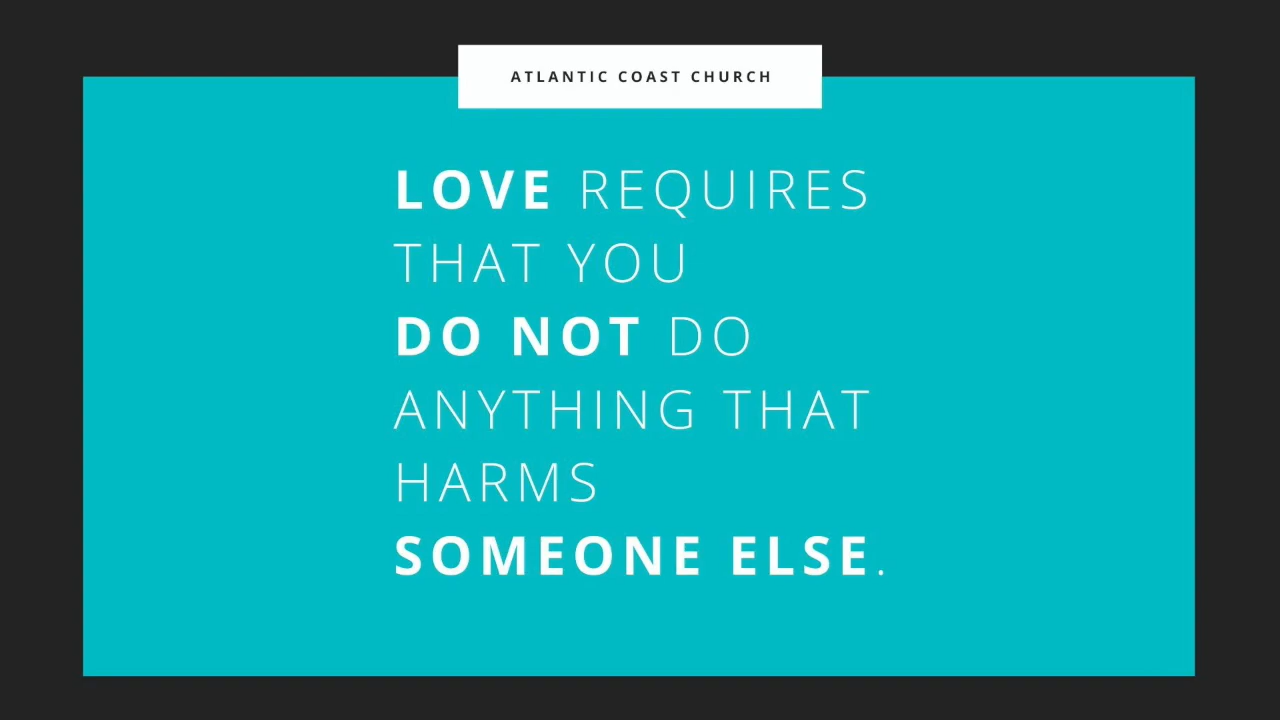 ATLANTIC COAST CHURCH
LOVE REQUIRES
THAT YOU
DO NOT DO
ANYTHING THAT
HARMS
SOMEONE ELSE.